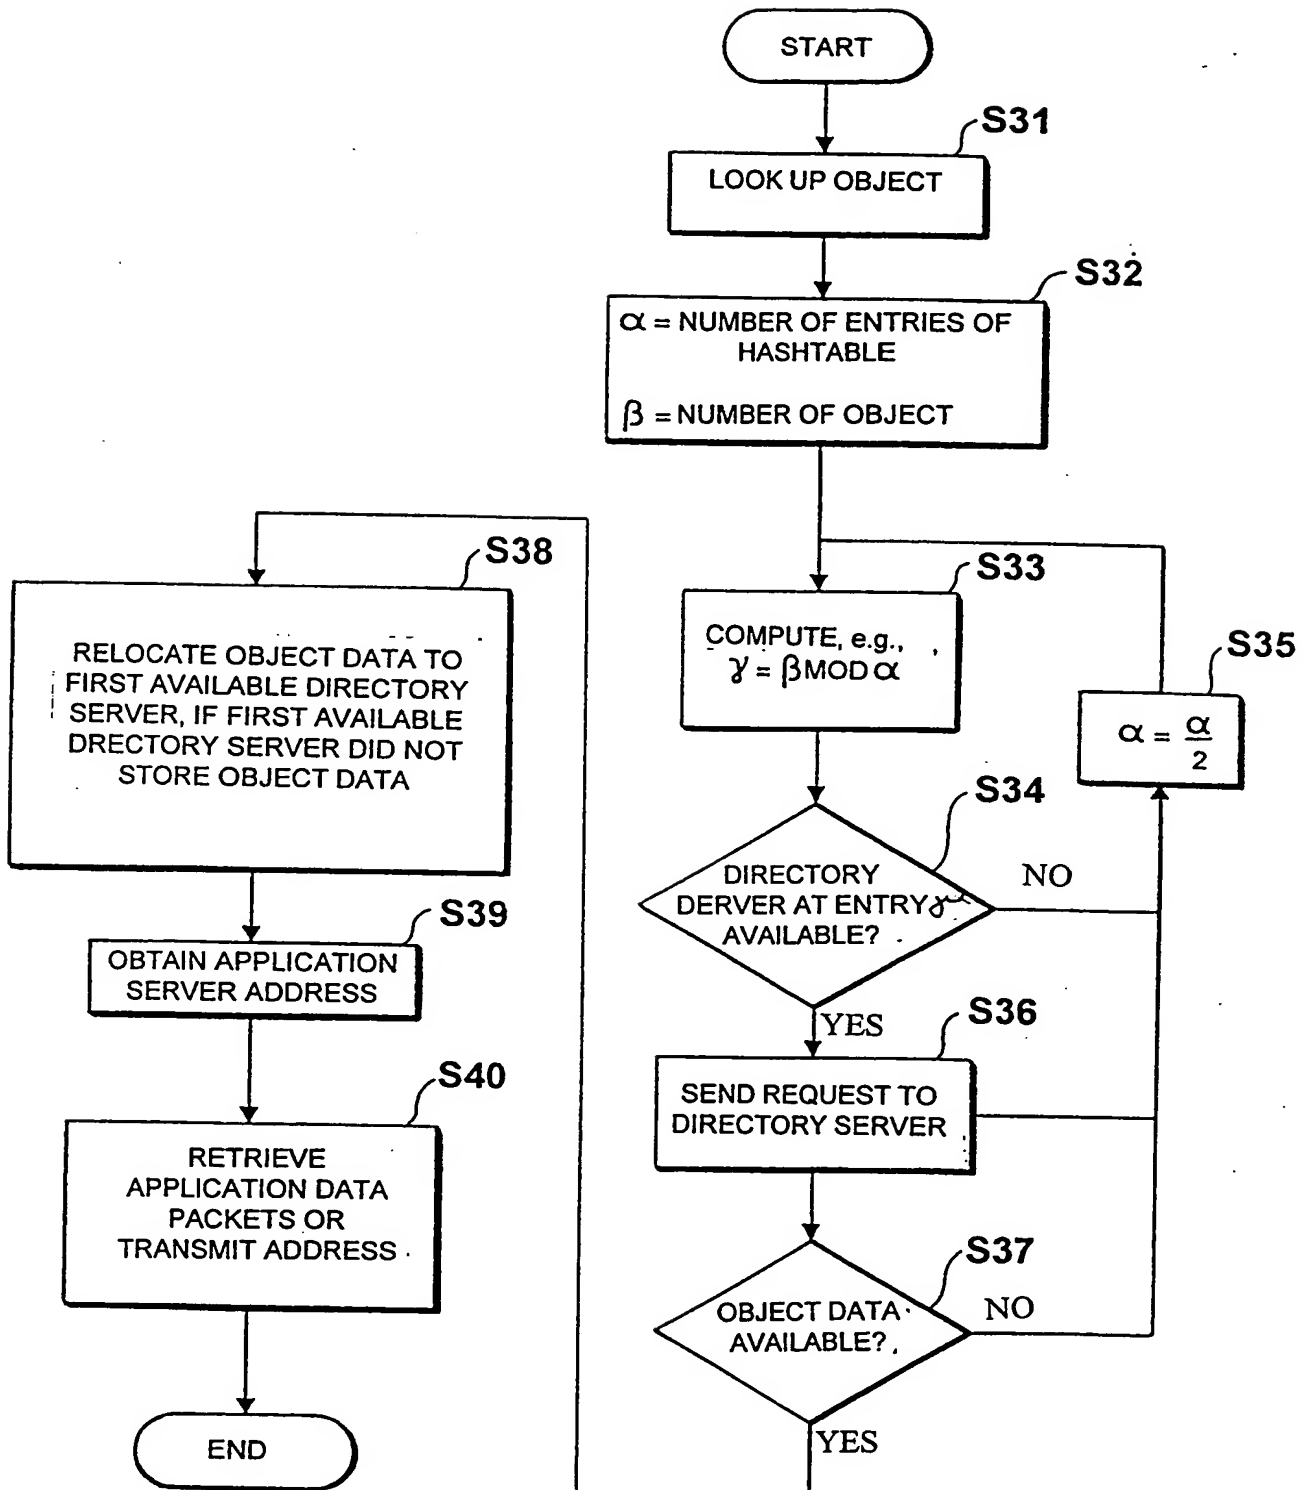 START
S31
LOOK UP OBJECT
S32
α = NUMBER OF ENTRIES OF
HASHTABLE
β = NUMBER OF OBJECT
S33
COMPUTE, e.g.,
γ = β MOD α
S35
α = α/2
S34
DIRECTORY
DERVER AT ENTRY γ
AVAILABLE?
NO
YES
S36
SEND REQUEST TO
DIRECTORY SERVER
S37
OBJECT DATA
AVAILABLE?
NO
YES
S38
RELOCATE OBJECT DATA TO
FIRST AVAILABLE DIRECTORY
SERVER, IF FIRST AVAILABLE
DRECTORY SERVER DID NOT
STORE OBJECT DATA
S39
OBTAIN APPLICATION
SERVER ADDRESS
S40
RETRIEVE
APPLICATION DATA
PACKETS OR
TRANSMIT ADDRESS
END